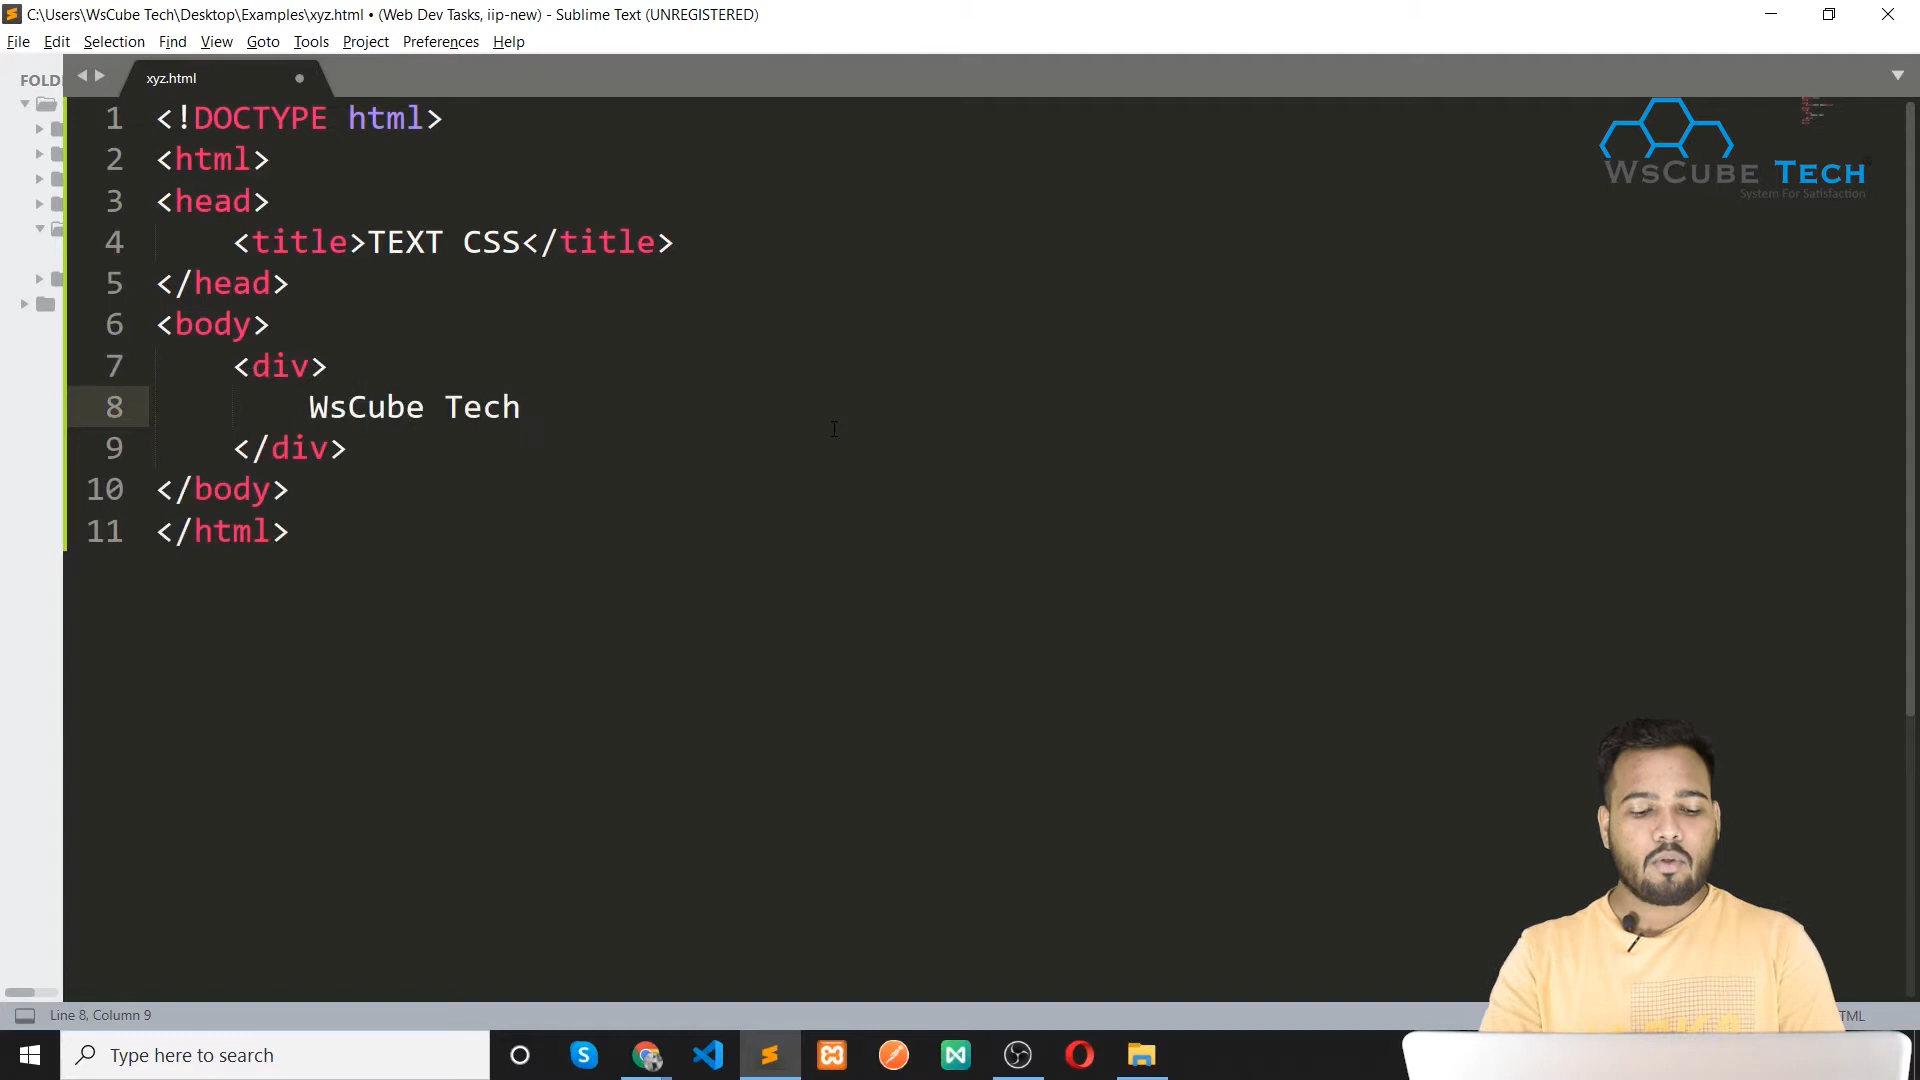 C:\Users\WsCube Tech\Desktop\Examples\xyz.html • (Web Dev Tasks, iip-new) - Sublime Text (UNREGISTERED)
File Edit Selection Find View Goto Tools Project Preferences Help
FOLD
xyz.html
1 <!DOCTYPE html>
2 <html>
3 <head>
4 <title>TEXT CSS</title>
5 </head>
6 <body>
7 <div>
8 WsCube Tech
9 </div>
10 </body>
11 </html>
WsCube Tech
System For Satisfaction
Line 8, Column 9
TML
Type here to search